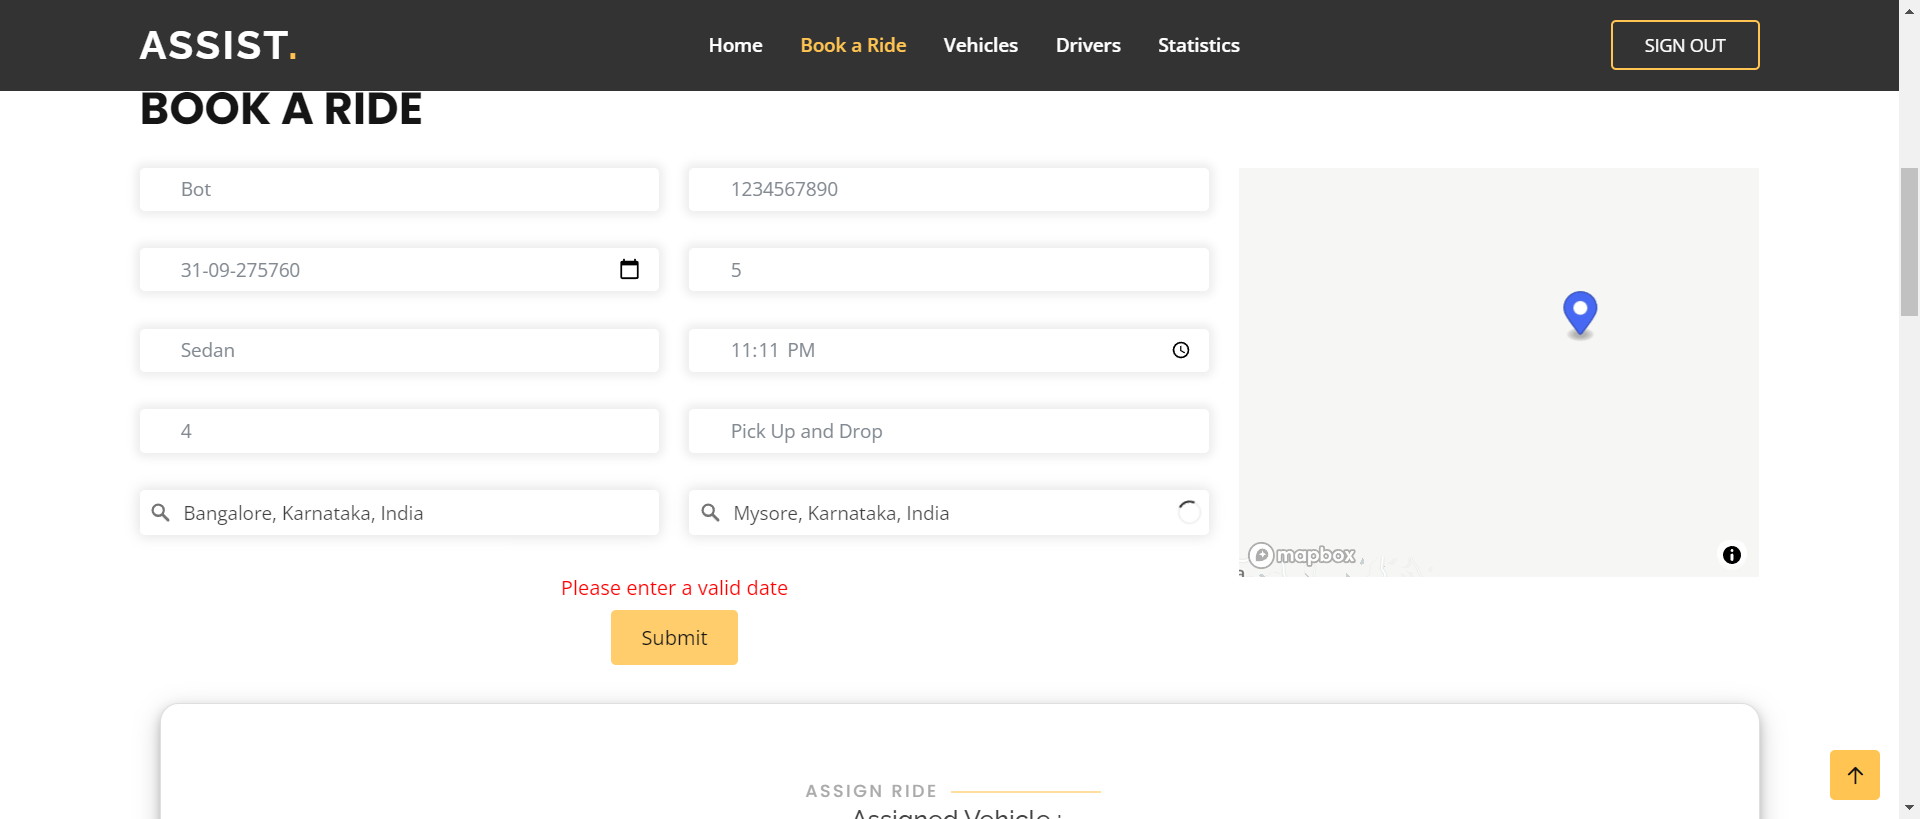 ASSIST.
Home
Book a Ride
Vehicles
Drivers
Statistics
SIGN OUT
BOOK A RIDE
Bot
1234567890
31-09-275760
5
Sedan
11:11 PM
4
Pick Up and Drop
Bangalore, Karnataka, India
Mysore, Karnataka, India
mapbox
Please enter a valid date
Submit
ASSIGN RIDE
Assigned Vehicle :